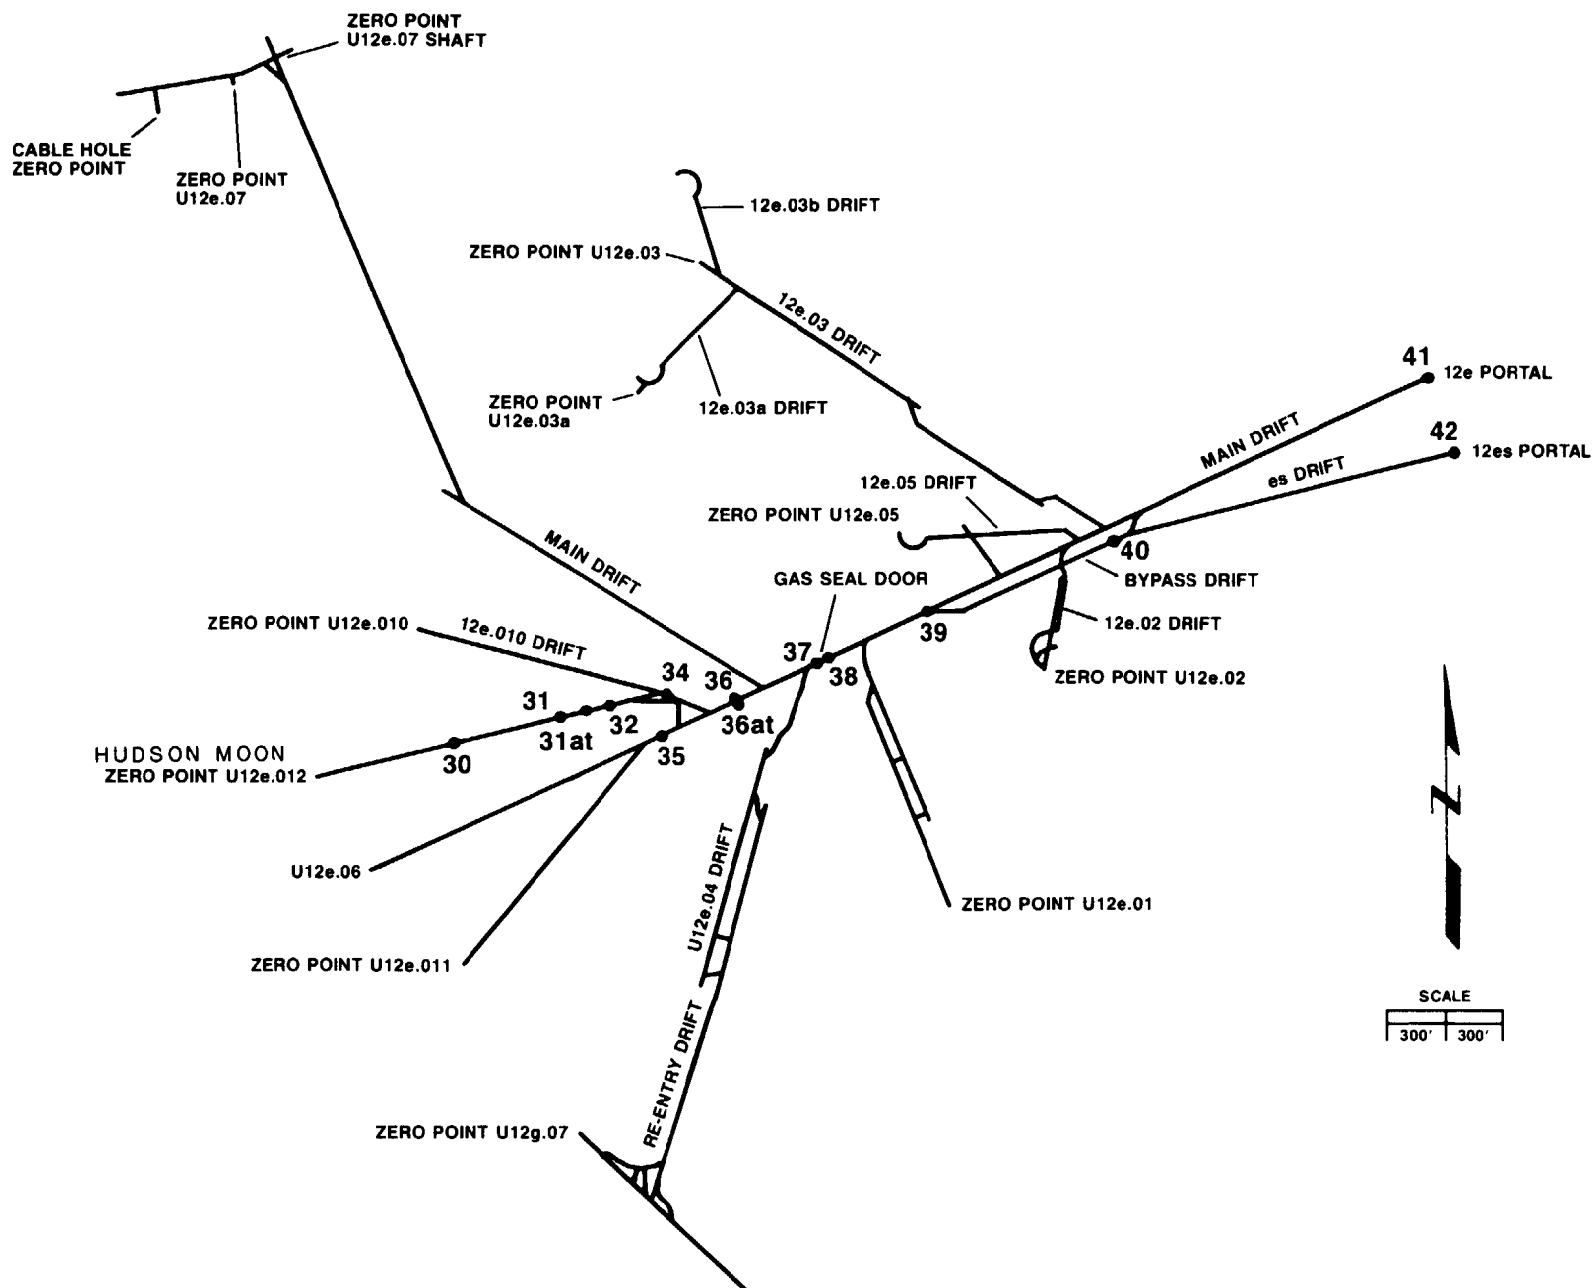 ZERO POINT
U12e.07 SHAFT
CABLE HOLE
ZERO POINT
ZERO POINT
U12e.07
12e.03b DRIFT
ZERO POINT U12e.03
12e.03 DRIFT
ZERO POINT
U12e.03a
12e.03a DRIFT
41
12e PORTAL
MAIN DRIFT
42
12es PORTAL
es DRIFT
12e.05 DRIFT
ZERO POINT U12e.05
40
MAIN DRIFT
GAS SEAL DOOR
BYPASS DRIFT
ZERO POINT U12e.010
12e.010 DRIFT
39
12e.02 DRIFT
37
38
34
36
ZERO POINT U12e.02
31
32
36at
31at
35
30
HUDSON MOON
ZERO POINT U12e.012
N
U12e.06
U12e.04 DRIFT
ZERO POINT U12e.01
ZERO POINT U12e.011
SCALE
300' 300'
RE-ENTRY DRIFT
ZERO POINT U12g.07